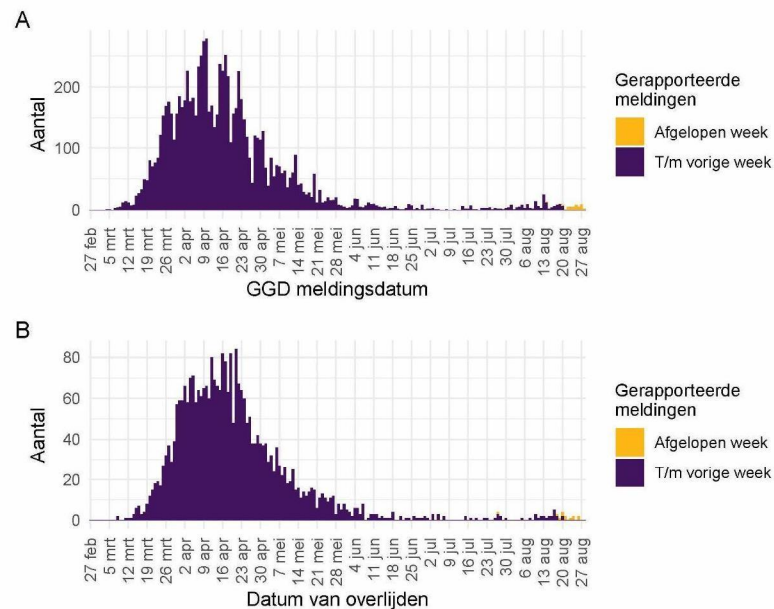 A
Aantal
200
100
0
27 feb
5 mrt
12 mrt
19 mrt
26 mrt
2 apr
9 apr
16 apr
23 apr
30 apr
7 mei
14 mei
21 mei
28 mei
4 jun
11 jun
18 jun
25 jun
2 jul
9 jul
16 jul
23 jul
30 jul
6 aug
13 aug
20 aug
27 aug
GGD meldingsdatum
Gerapporteerde
meldingen
Afgelopen week
T/m vorige week
B
Aantal
80
60
40
20
0
27 feb
5 mrt
12 mrt
19 mrt
26 mrt
2 apr
9 apr
16 apr
23 apr
30 apr
7 mei
14 mei
21 mei
28 mei
4 jun
11 jun
18 jun
25 jun
2 jul
9 jul
16 jul
23 jul
30 jul
6 aug
13 aug
20 aug
27 aug
Datum van overlijden
Gerapporteerde
meldingen
Afgelopen week
T/m vorige week